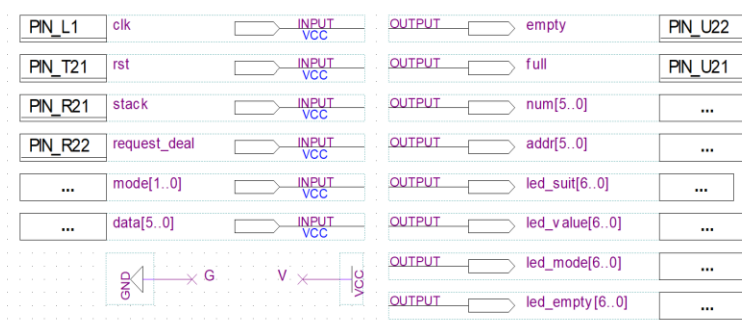 PIN_L1 clk INPUT VCC OUTPUT empty PIN_U22
PIN_T21 rst INPUT VCC OUTPUT full PIN_U21
PIN_R21 stack INPUT VCC OUTPUT num[5..0] ...
PIN_R22 request_deal INPUT VCC OUTPUT addr[5..0] ...
... mode[1..0] INPUT VCC OUTPUT led_suit[6..0] ...
... data[5..0] INPUT VCC OUTPUT led_value[6..0] ...
GND G V VCC OUTPUT led_mode[6..0] ...
OUTPUT led_empty[6..0] ...